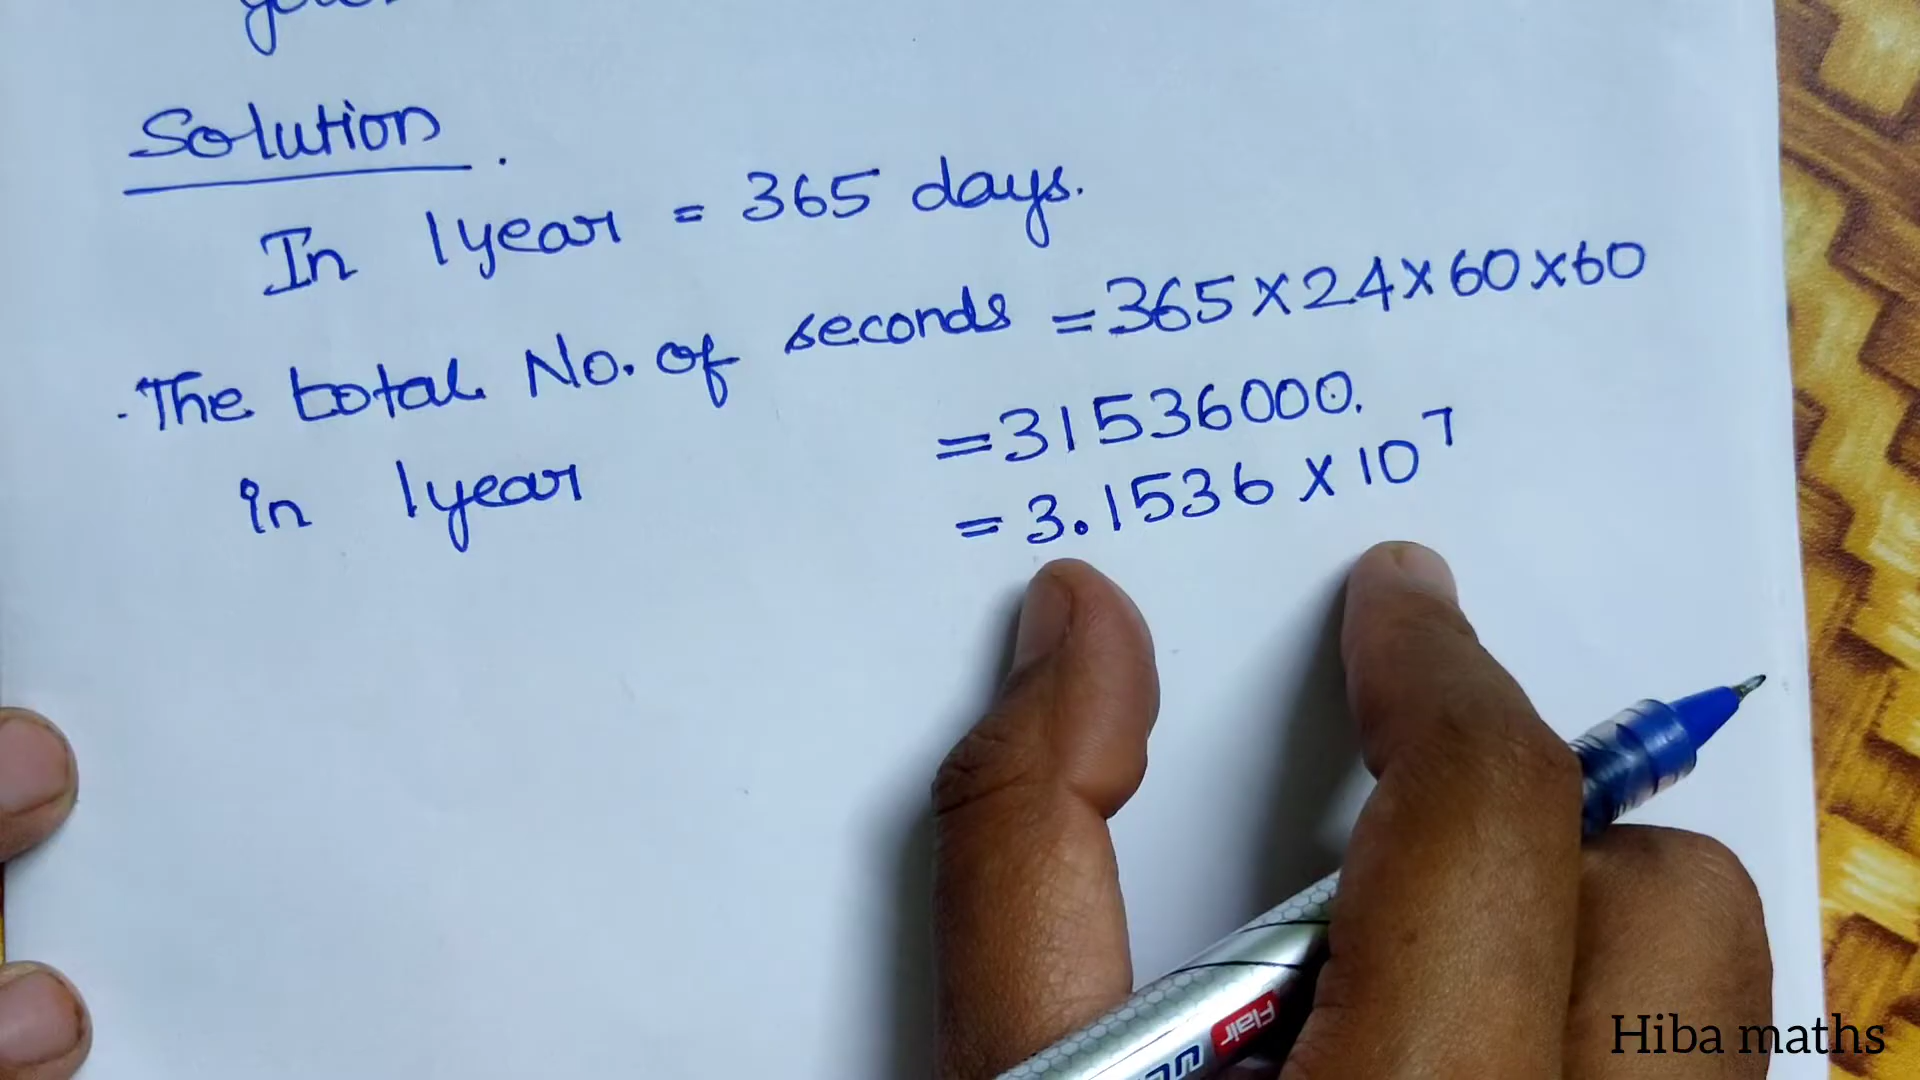 Solution.
In 1year = 365 days.
The total No. of seconds = 365 × 24 × 60 × 60
in 1year = 31536000.
= 3.1536 × 10⁷
Flair
Hiba maths